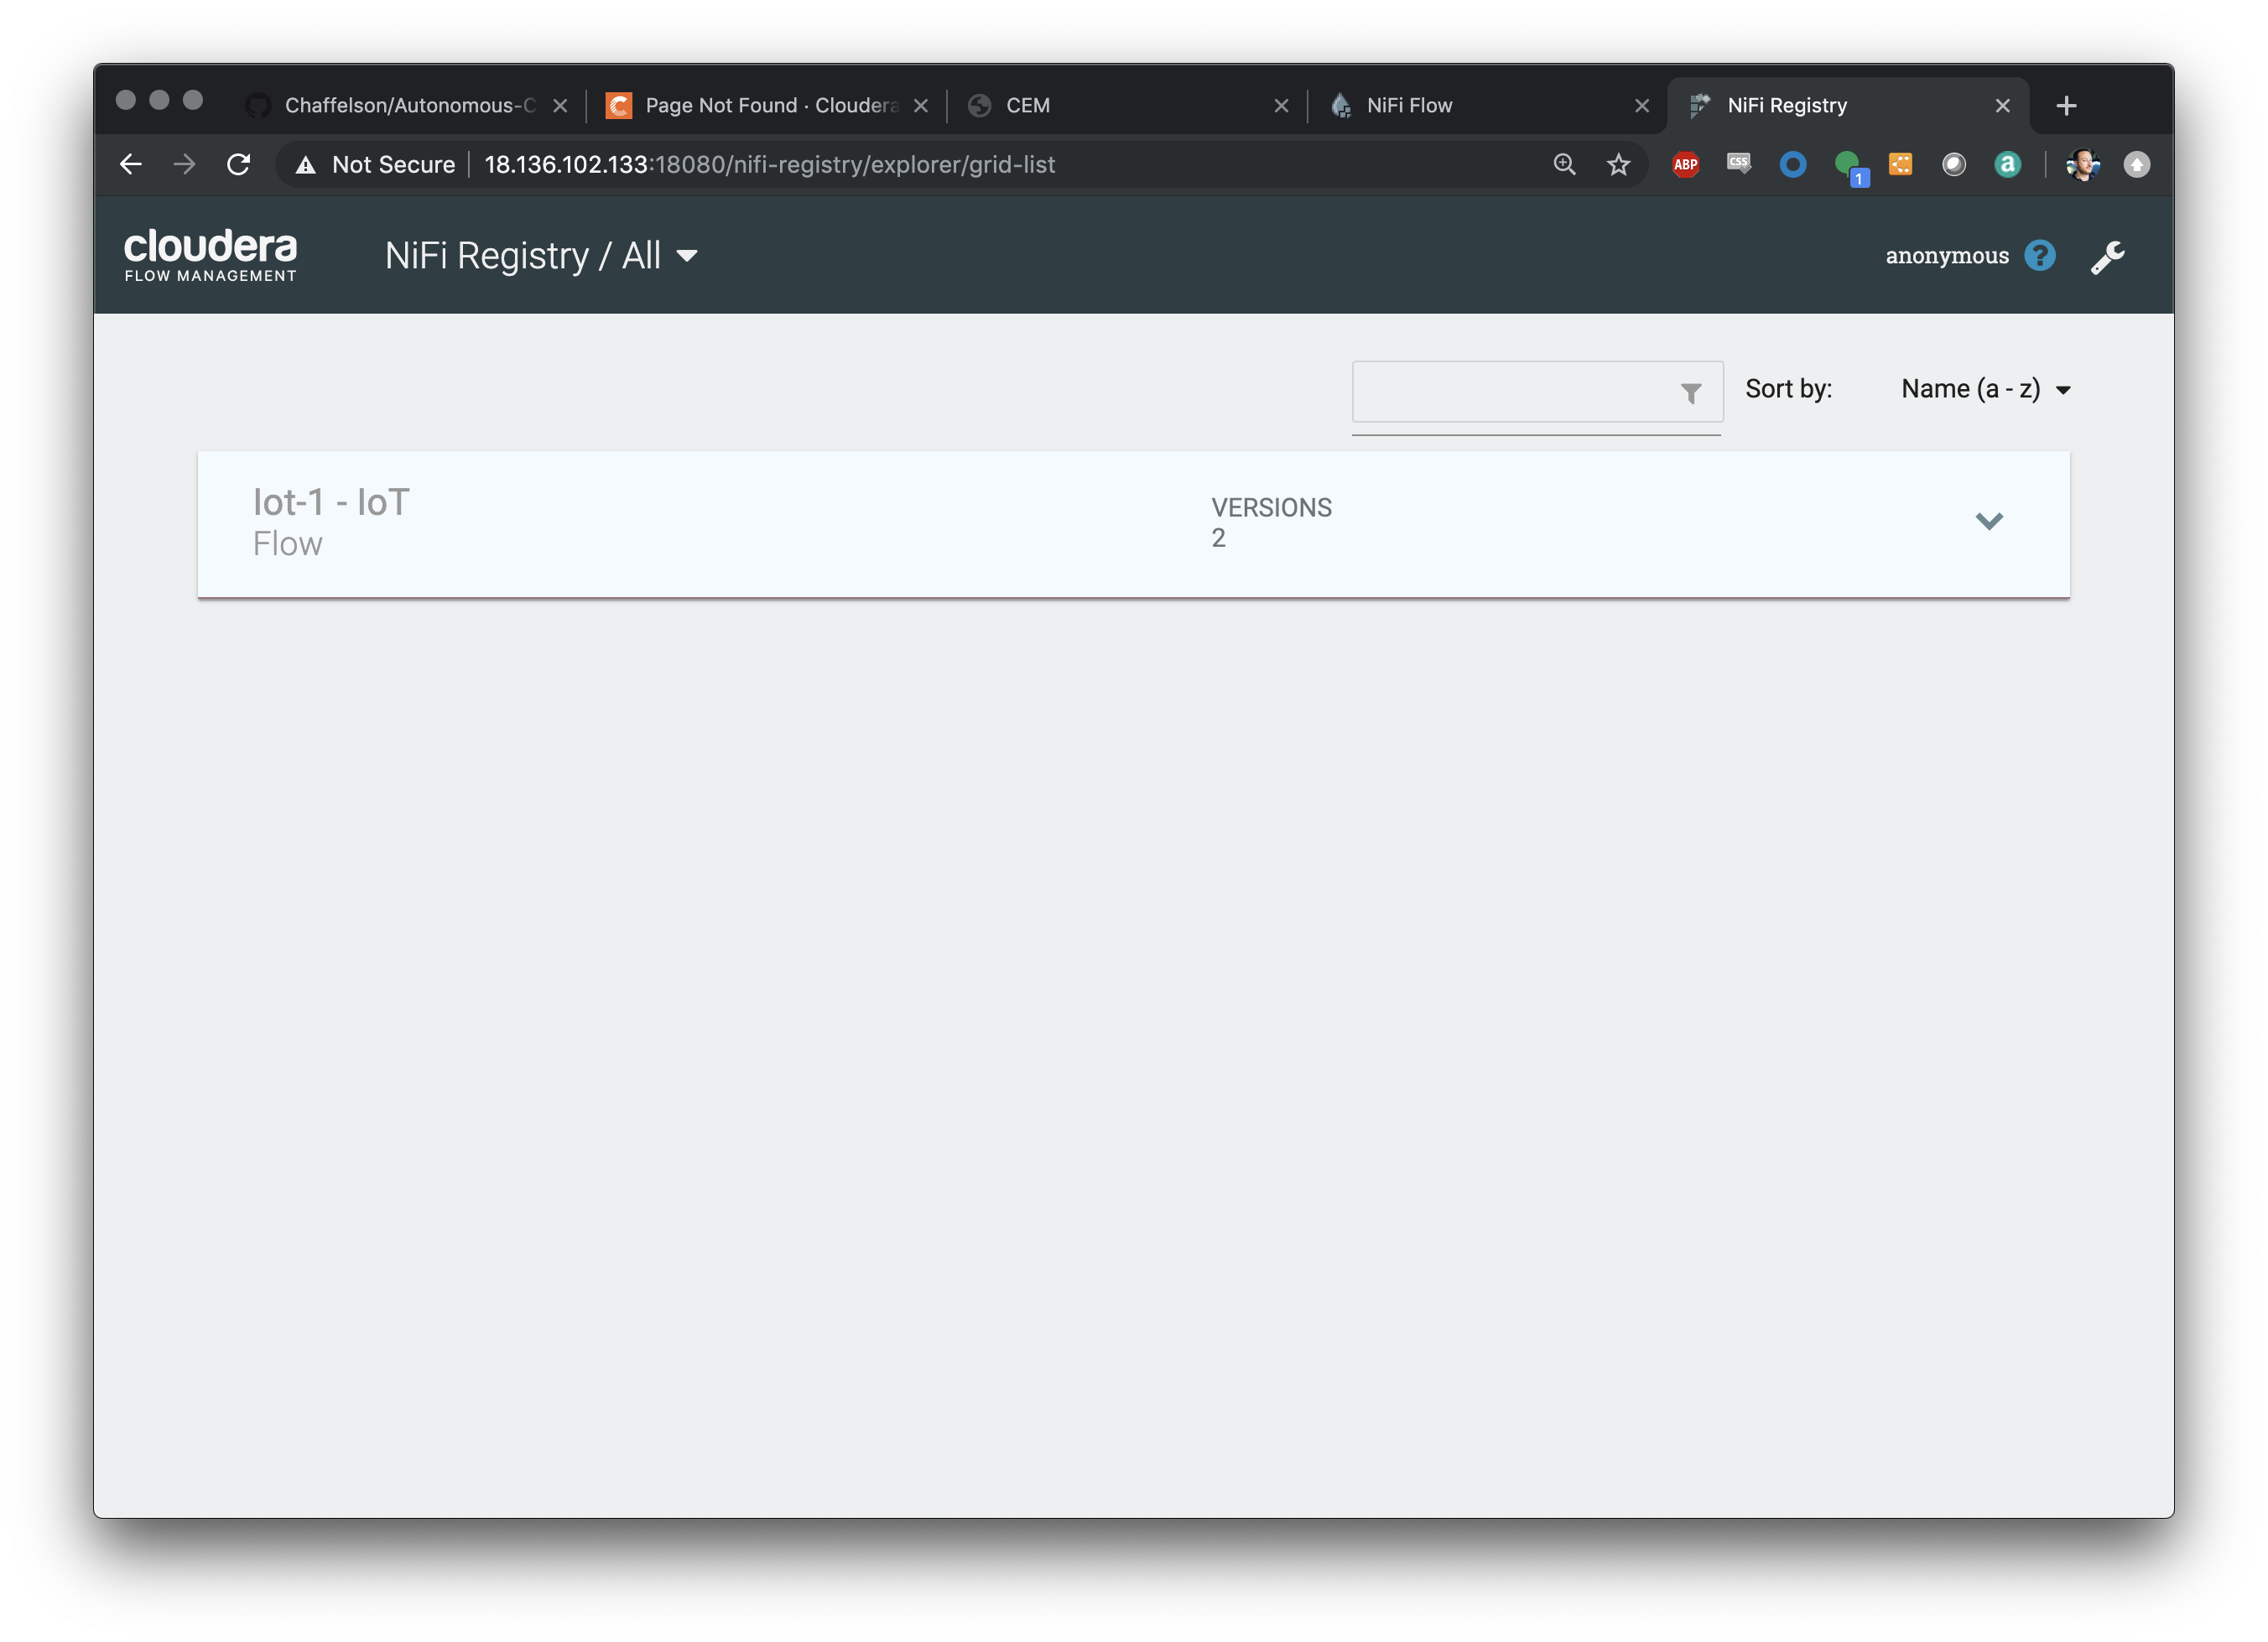 Chaffelson/Autonomous-C
Page Not Found · Cloudera
CEM
NiFi Flow
NiFi Registry
Not Secure
18.136.102.133:18080/nifi-registry/explorer/grid-list
ABP
CSS
1
a
cloudera
FLOW MANAGEMENT
NiFi Registry / All
anonymous
?
Sort by:
Name (a - z)
Iot-1 - IoT
Flow
VERSIONS
2